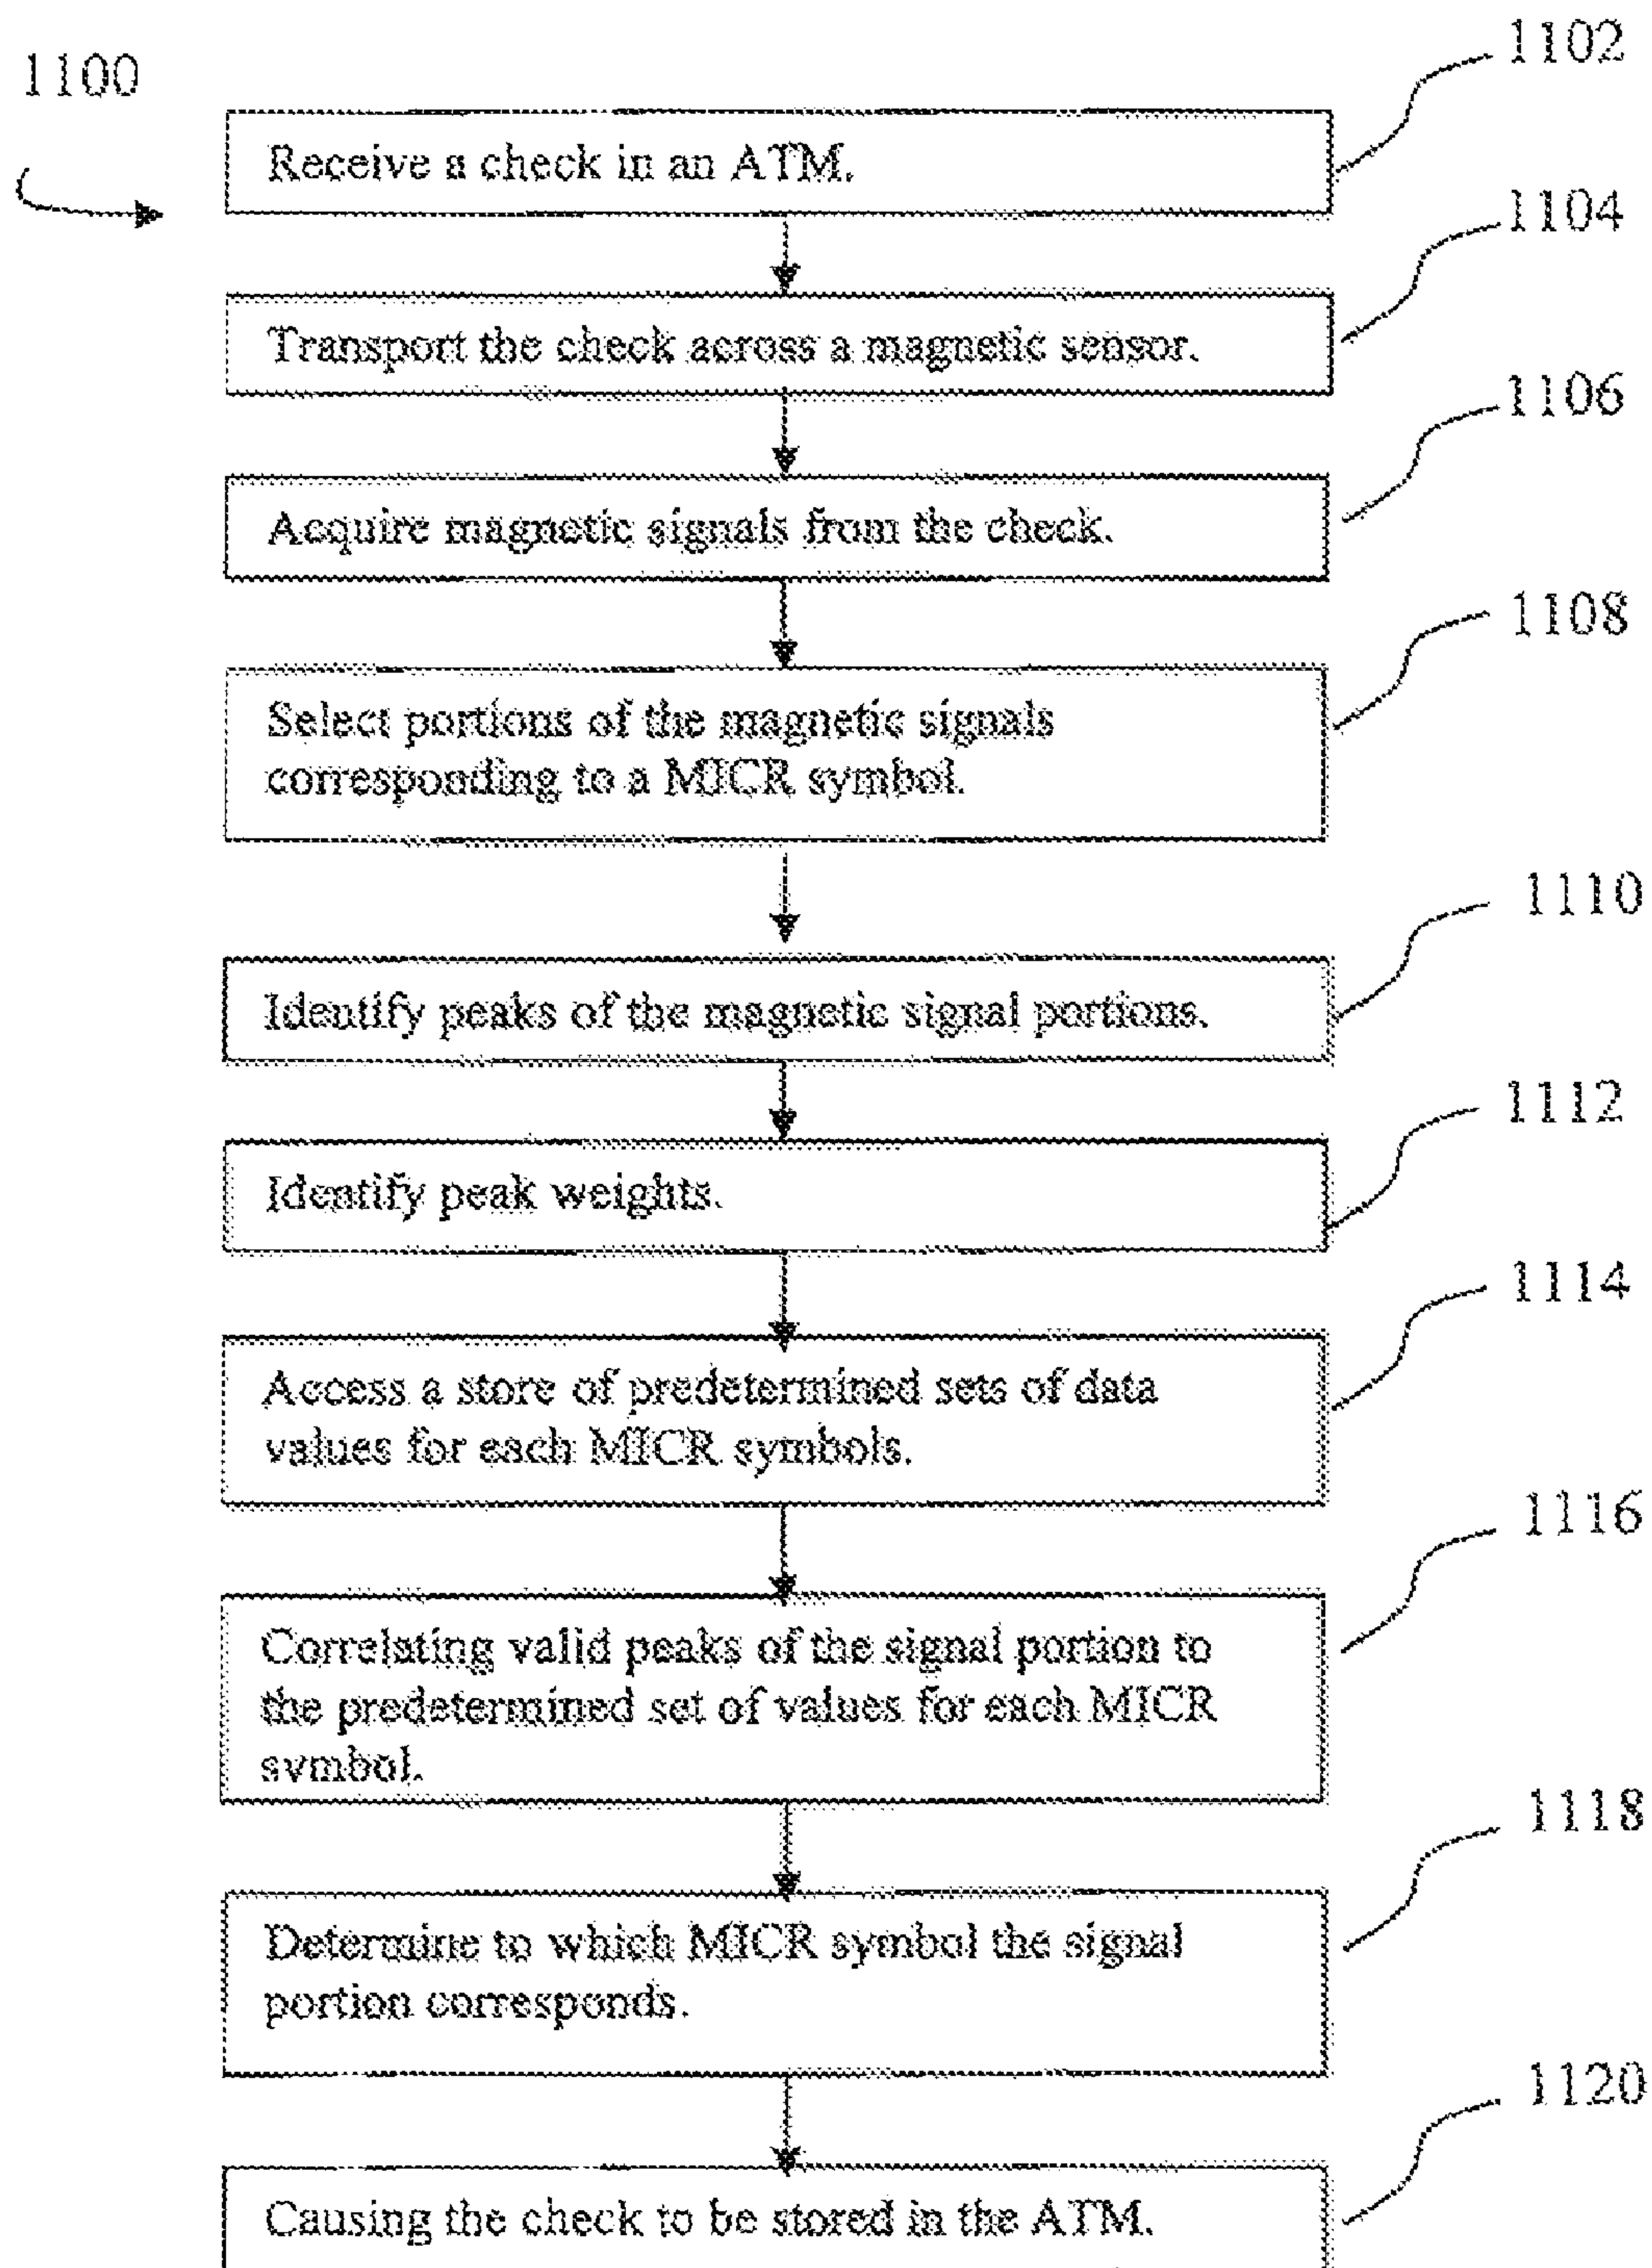 1100
1102
Receive a check in an ATM.
1104
Transport the check across a magnetic sensor.
1106
Acquire magnetic signals from the check.
1108
Select portions of the magnetic signals
corresponding to a MICR symbol.
1110
Identify peaks of the magnetic signal portions.
1112
Identify peak weights.
1114
Access a store of predetermined sets of data
values for each MICR symbols.
1116
Correlating valid peaks of the signal portion to
the predetermined set of values for each MICR
symbol.
1118
Determine to which MICR symbol the signal
portion corresponds.
1120
Causing the check to be stored in the ATM.